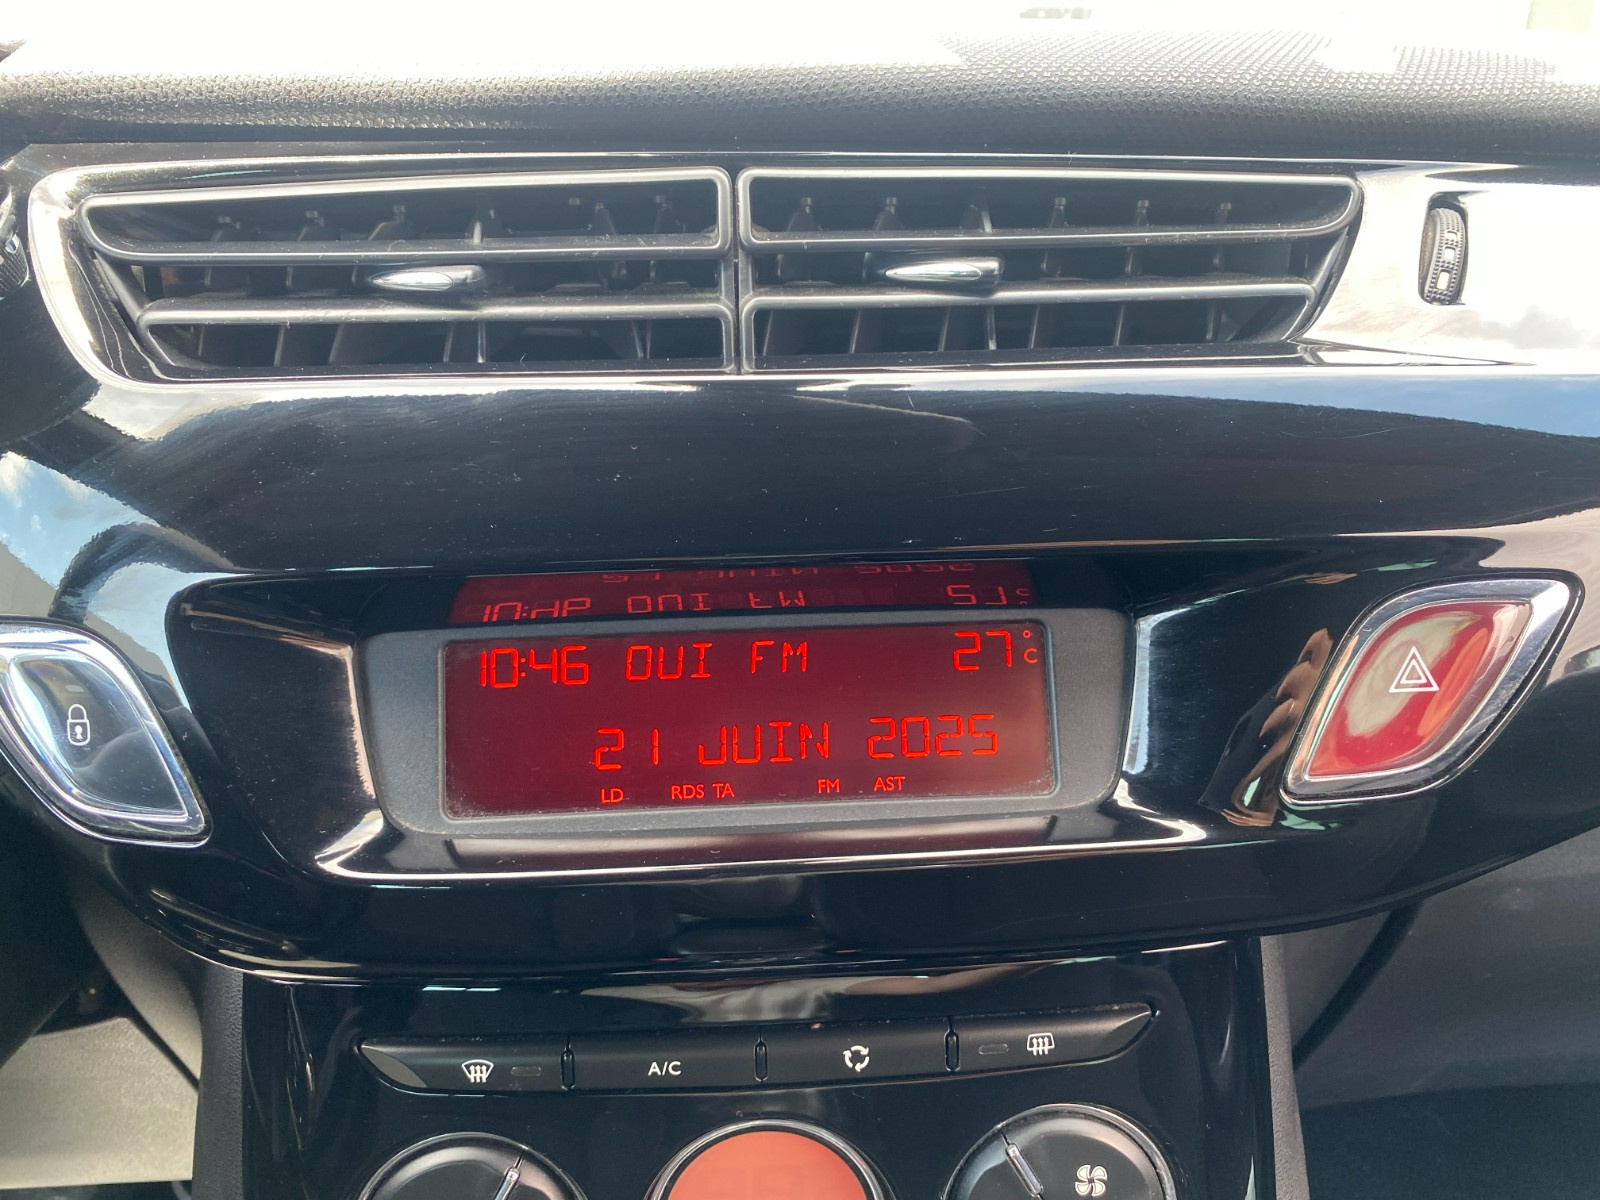 10:46 OUI FM 27°C
21 JUIN 2025
LD RDS TA FM AST
A/C